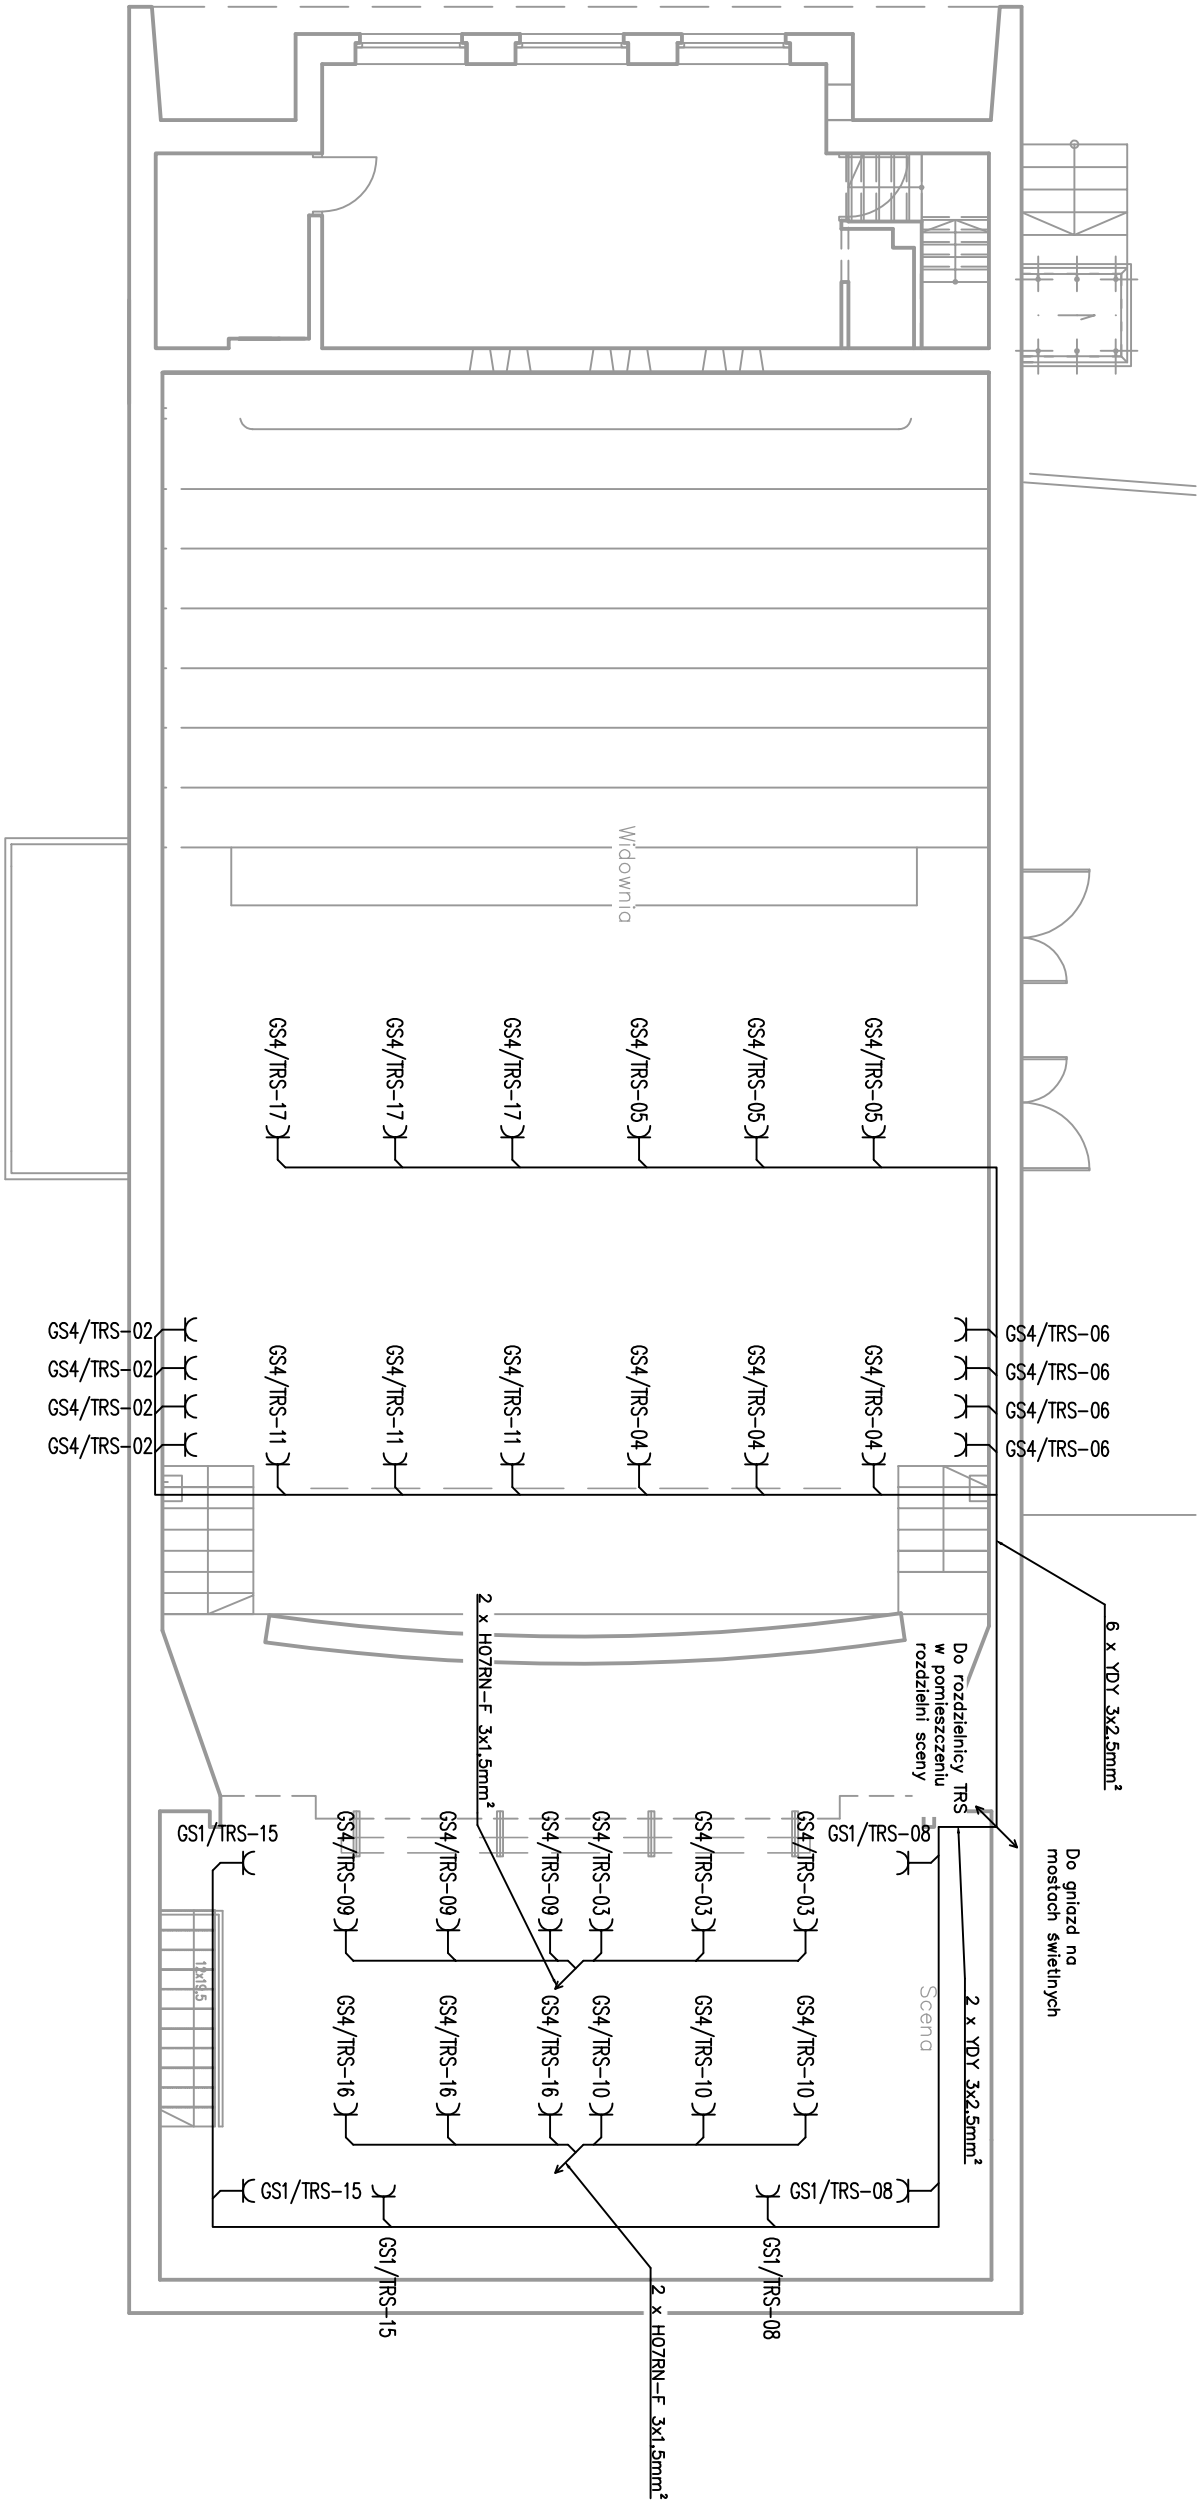 Widownia
GS4/TRS-17
GS4/TRS-17
GS4/TRS-17
GS4/TRS-05
GS4/TRS-05
GS4/TRS-05
GS4/TRS-02
GS4/TRS-02
GS4/TRS-02
GS4/TRS-02
GS4/TRS-06
GS4/TRS-06
GS4/TRS-06
GS4/TRS-06
GS4/TRS-11
GS4/TRS-11
GS4/TRS-11
GS4/TRS-04
GS4/TRS-04
GS4/TRS-04
2 x H07RN-F 3x1,5mm²
6 x YDY 3x2,5mm²
Do rozdzielnicy TRS
w pomieszczeniu
rozdzielni sceny
GS1/TRS-15
GS1/TRS-08
GS4/TRS-09
GS4/TRS-09
GS4/TRS-09
GS4/TRS-03
GS4/TRS-03
GS4/TRS-03
Do gniazd na
mostach świetlnych
12x19,5
Scena
2 x YDY 3x2,5mm²
GS4/TRS-16
GS4/TRS-16
GS4/TRS-16
GS4/TRS-10
GS4/TRS-10
GS4/TRS-10
GS1/TRS-15
GS1/TRS-08
GS1/TRS-15
GS1/TRS-08
2 x H07RN-F 3x1,5mm²